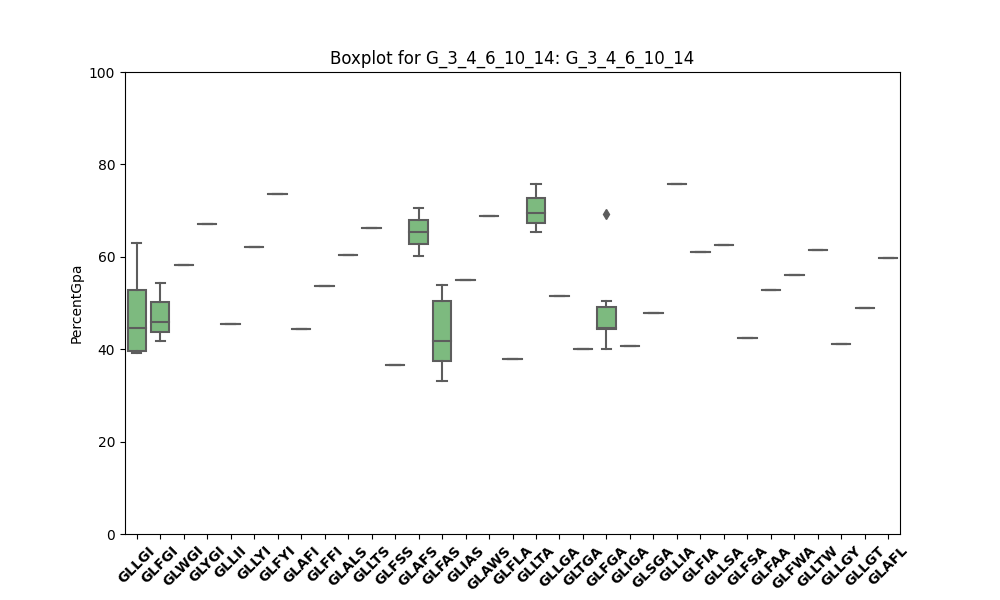 Boxplot for G_3_4_6_10_14: G_3_4_6_10_14
PercentGpa
100
80
60
40
20
0
GLLGI GLFGI GLWGI GLYGI GLLII GLLYI GLFYI GLAFI GLFFI GLALS GLLTS GLFSS GLAFS GLFAS GLIAS GLAWS GLFLA GLLTA GLLGA GLTGA GLFGA GLIGA GLSGA GLLIA GLFIA GLLSA GLFSA GLFAA GLFWA GLLTW GLLGY GLLGT GLAFL